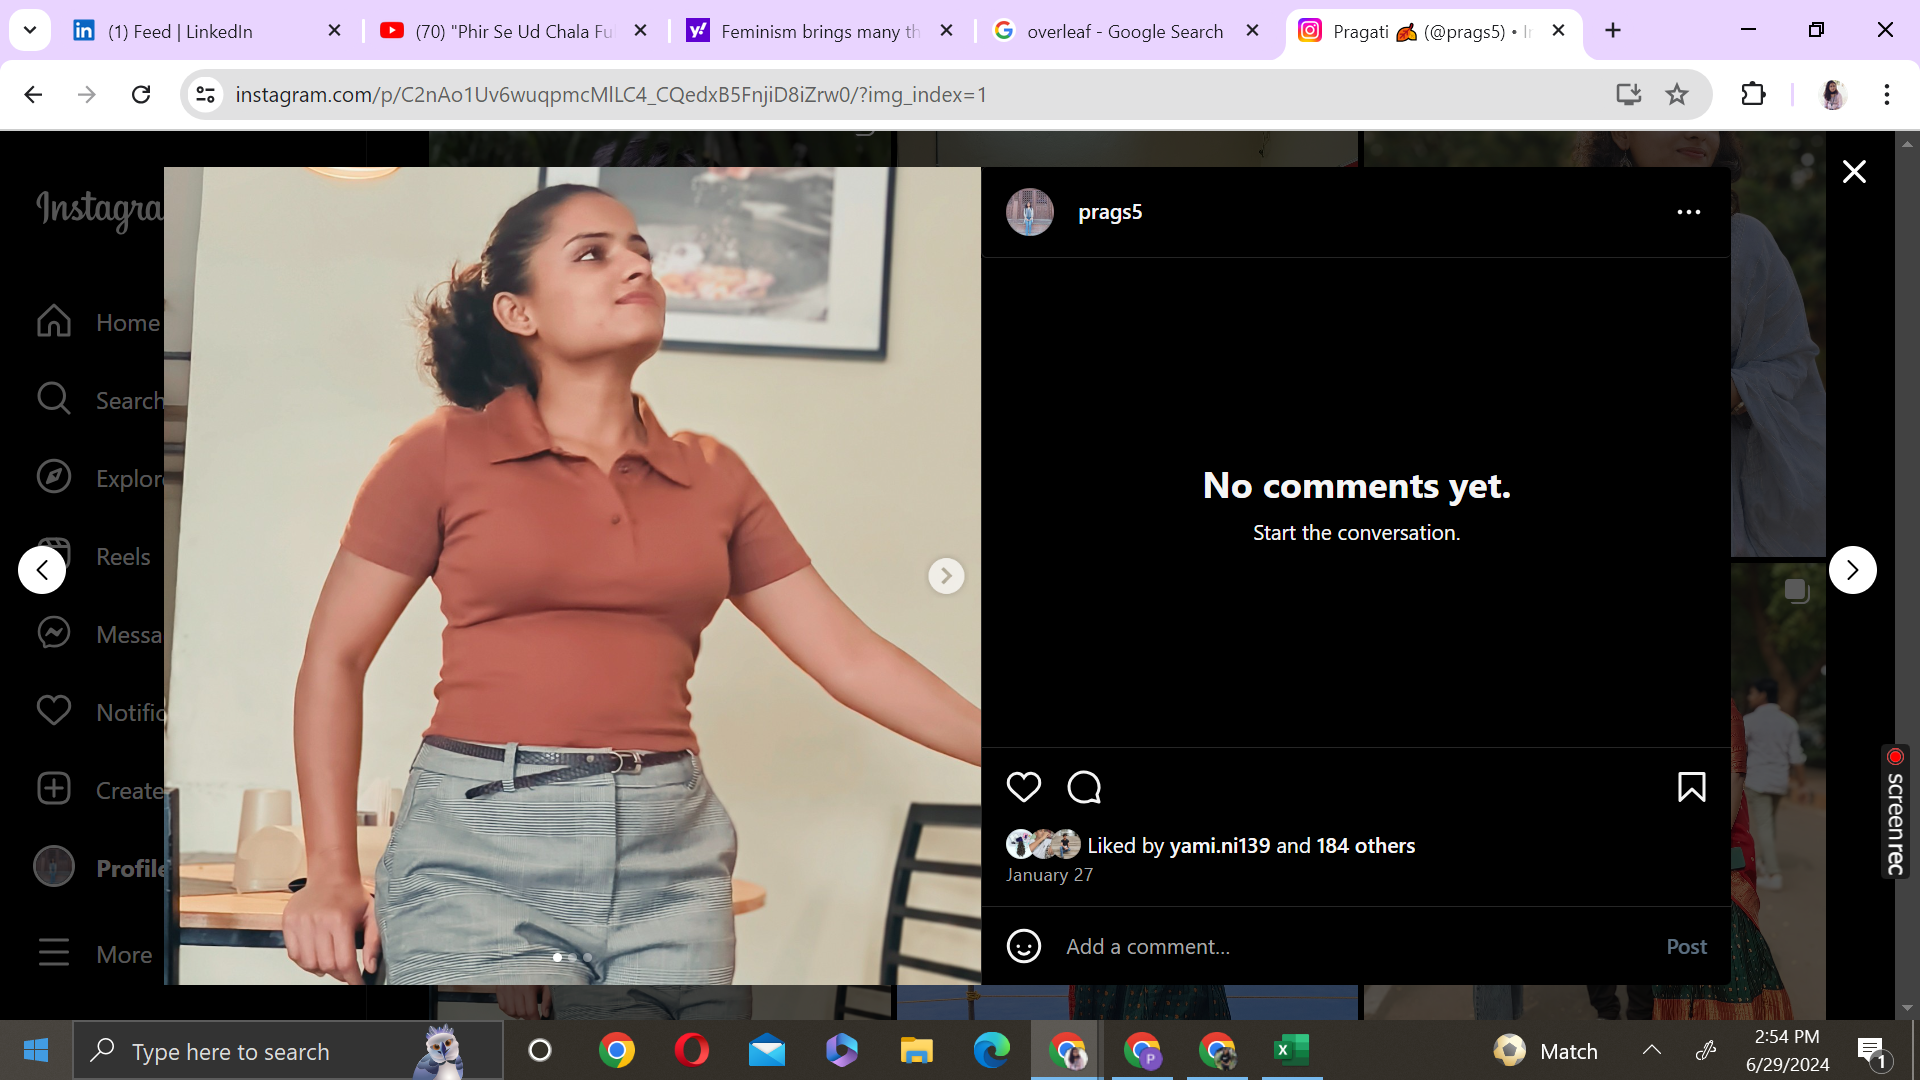 (1) Feed | LinkedIn
(70) "Phir Se Ud Chala Fu
Feminism brings many th
overleaf - Google Search
Pragati 🍂 (@prags5) • In
instagram.com/p/C2nAo1Uv6wuqpmcMlLC4_CQedxB5FnjiD8iZrw0/?img_index=1
Instagra
prags5
Home
Search
Explore
Reels
Messa
Notific
Create
Profile
More
No comments yet.
Start the conversation.
Liked by yami.ni139 and 184 others
January 27
Add a comment...
Post
screenrec
Type here to search
P
Match
2:54 PM
6/29/2024
1